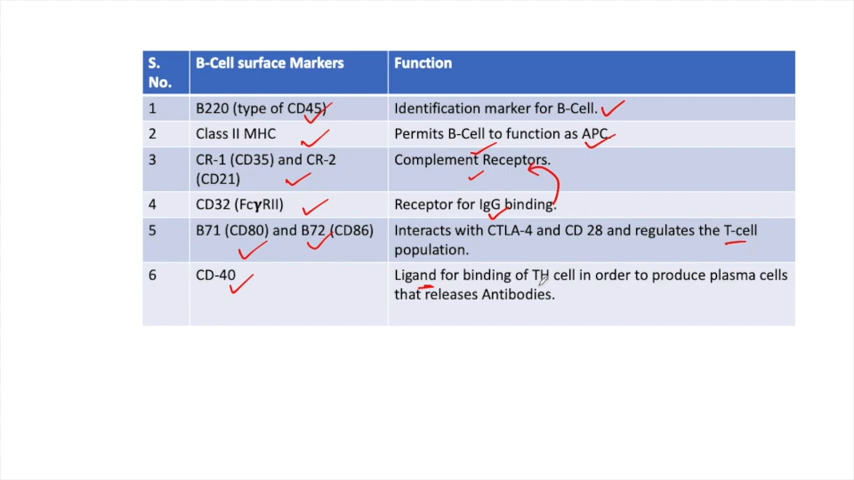 S. No. B-Cell surface Markers Function
1 B220 (type of CD45) Identification marker for B-Cell.
2 Class II MHC Permits B-Cell to function as APC.
3 CR-1 (CD35) and CR-2 (CD21) Complement Receptors.
4 CD32 (FcγRII) Receptor for IgG binding.
5 B71 (CD80) and B72 (CD86) Interacts with CTLA-4 and CD 28 and regulates the T-cell population.
6 CD-40 Ligand for binding of TH cell in order to produce plasma cells that releases Antibodies.